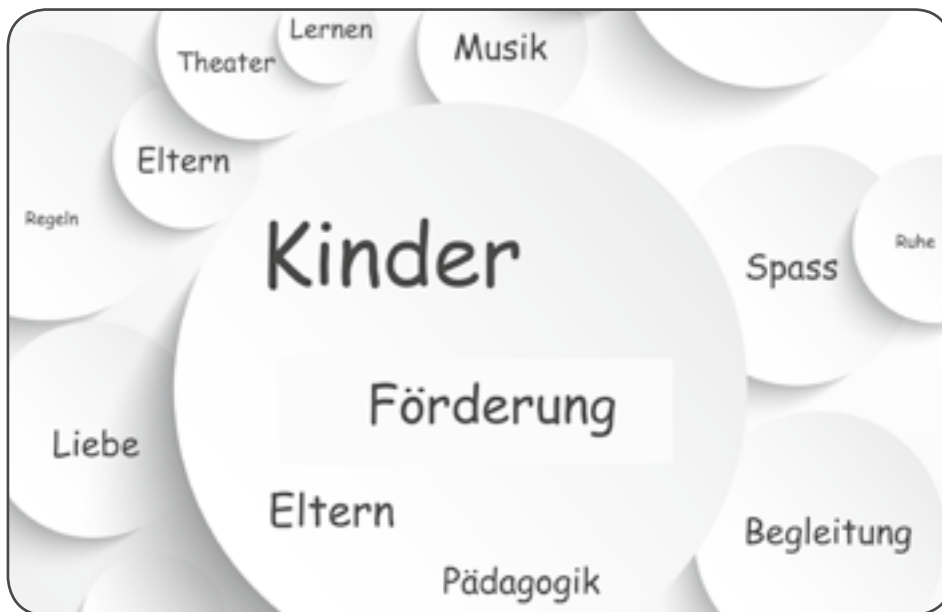 Lernen
Musik
Theater
Eltern
Regeln
Kinder
Ruhe
Spass
Förderung
Liebe
Eltern
Begleitung
Pädagogik